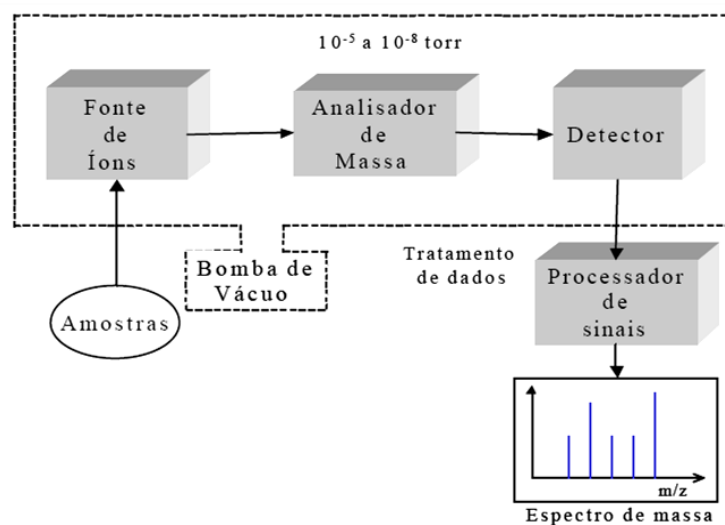 10⁻⁵ a 10⁻⁸ torr
Fonte
de
Íons
Analisador
de
Massa
Detector
Bomba de
Vácuo
Amostras
Tratamento
de dados
Processador
de
sinais
m/z
Espectro de massa